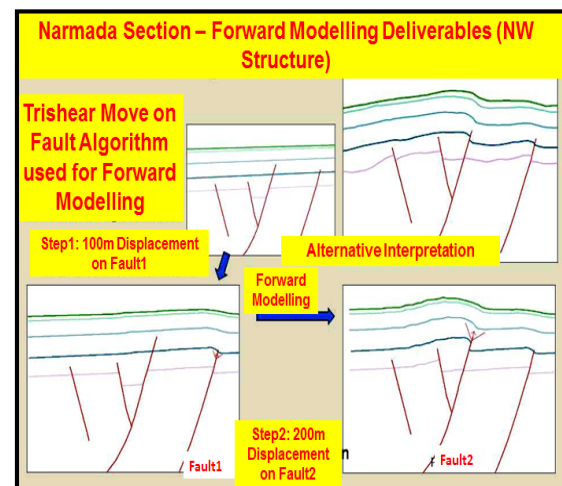 Narmada Section – Forward Modelling Deliverables (NW
Structure)
Trishear Move on
Fault Algorithm
used for Forward
Modelling
Step1: 100m Displacement
on Fault1
Alternative Interpretation
Forward
Modelling
Fault1
Step2: 200m
Displacement
on Fault2
n
Fault2